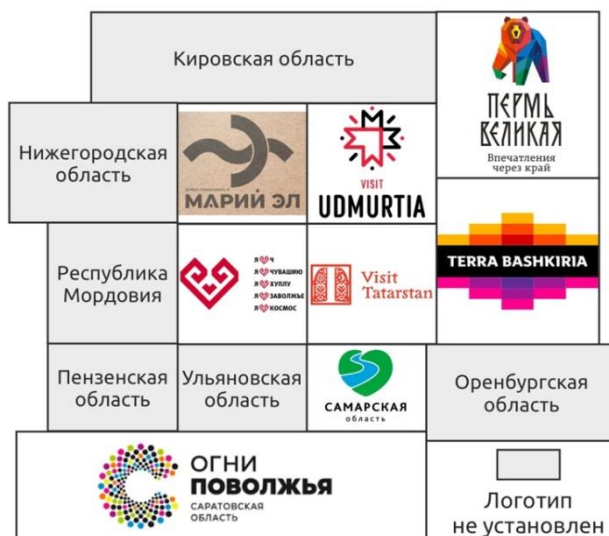 Кировская область
ПЕРМЬ
ВЕЛИКАЯ
Впечатления
через край
Нижегородская
область
МАРИЙ ЭЛ
VISIT
UDMURTIA
Республика
Мордовия
Я Ч
Я ЧУВАШИЮ
Я ХУПЛУ
Я ЗАВОЛЖЬЕ
Я КОСМОС
Visit
Tatarstan
TERRA BASHKIRIA
Пензенская
область
Ульяновская
область
САМАРСКАЯ
область
Оренбургская
область
ОГНИ
ПОВОЛЖЬЯ
САРАТОВСКАЯ
ОБЛАСТЬ
Логотип
не установлен